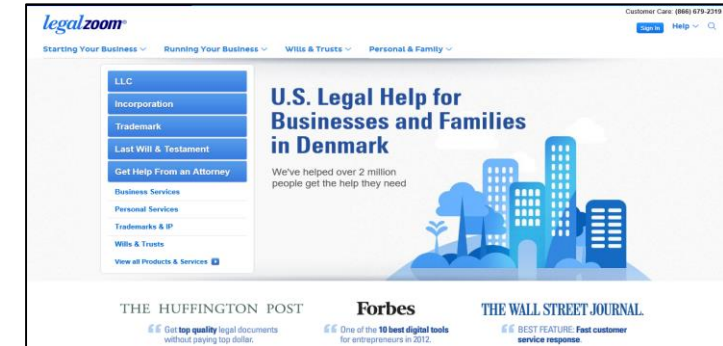 Customer Care: (866) 679-2319
legalzoom®
Sign In
Help
Starting Your Business
Running Your Business
Wills & Trusts
Personal & Family
LLC
Incorporation
Trademark
Last Will & Testament
Get Help From an Attorney
Business Services
Personal Services
Trademarks & IP
Wills & Trusts
View all Products & Services
U.S. Legal Help for
Businesses and Families
in Denmark
We've helped over 2 million
people get the help they need
THE HUFFINGTON POST
“ Get top quality legal documents
without paying top dollar.
Forbes
“ One of the 10 best digital tools
for entrepreneurs in 2012.
THE WALL STREET JOURNAL.
“ BEST FEATURE: Fast customer
service response.